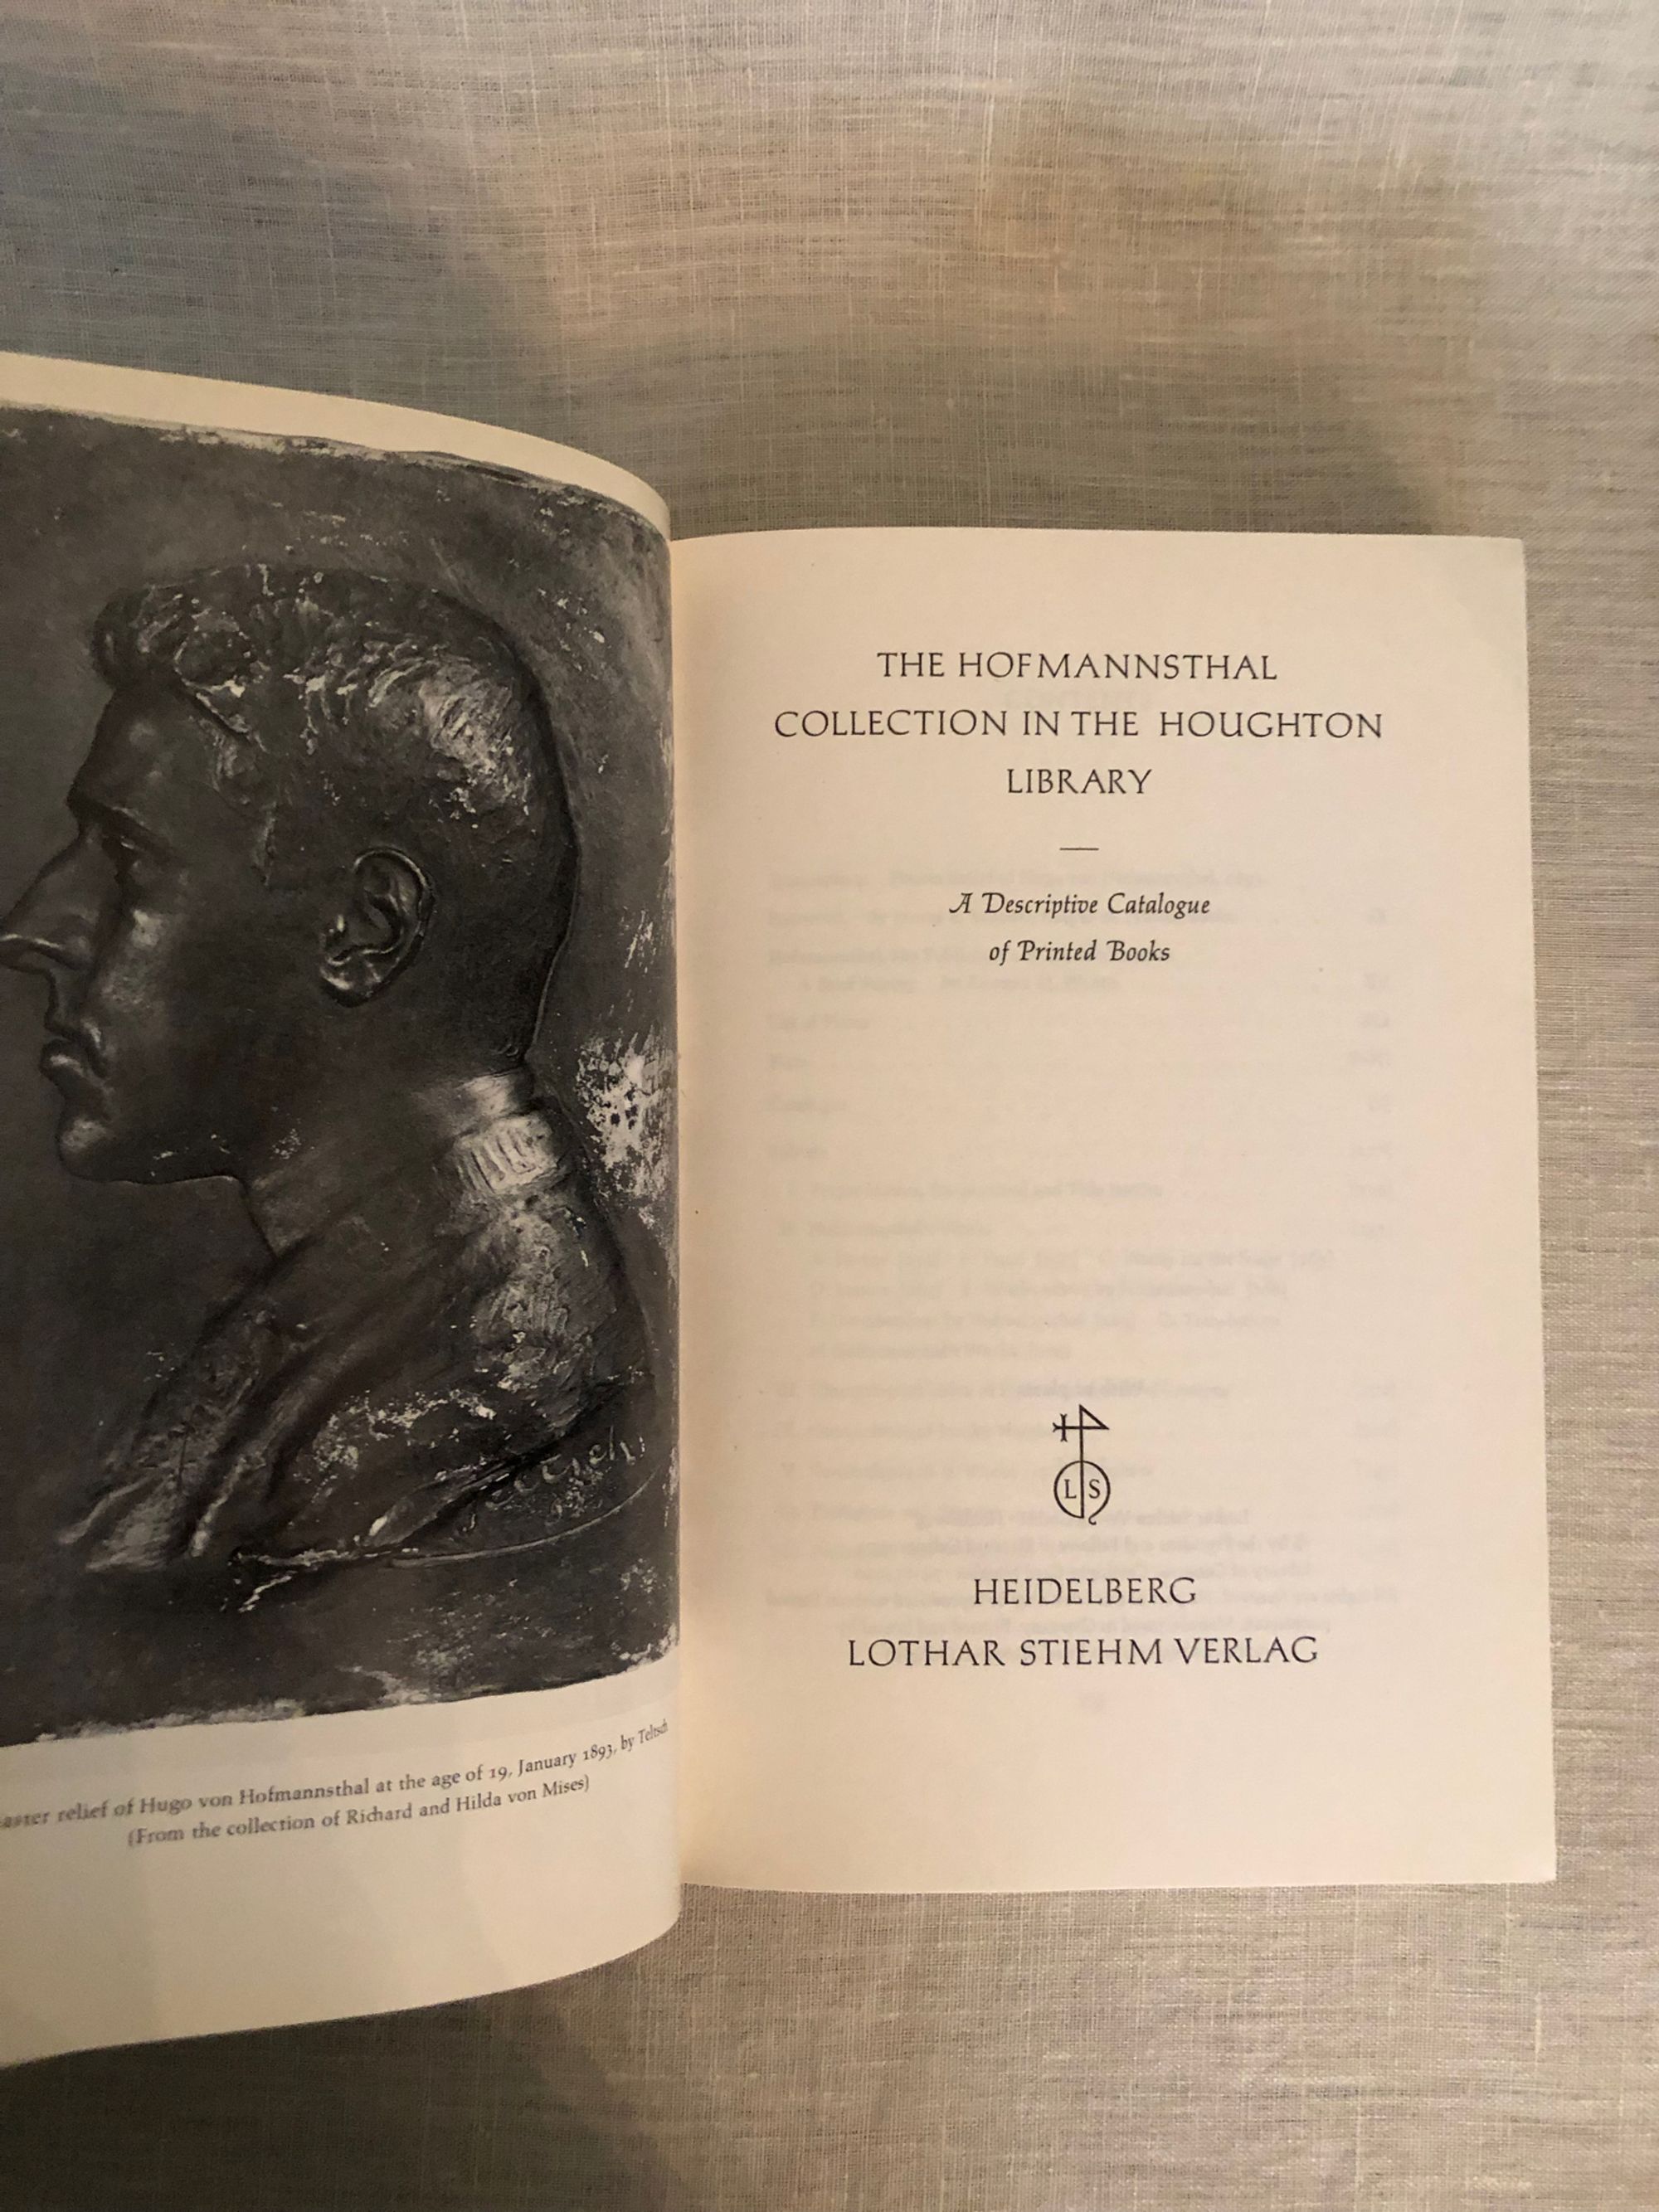 aster relief of Hugo von Hofmannsthal at the age of 19, January 1893, by Teltsch
(From the collection of Richard and Hilda von Mises)
THE HOFMANNSTHAL
COLLECTION IN THE HOUGHTON
LIBRARY
A Descriptive Catalogue
of Printed Books
L S
HEIDELBERG
LOTHAR STIEHM VERLAG